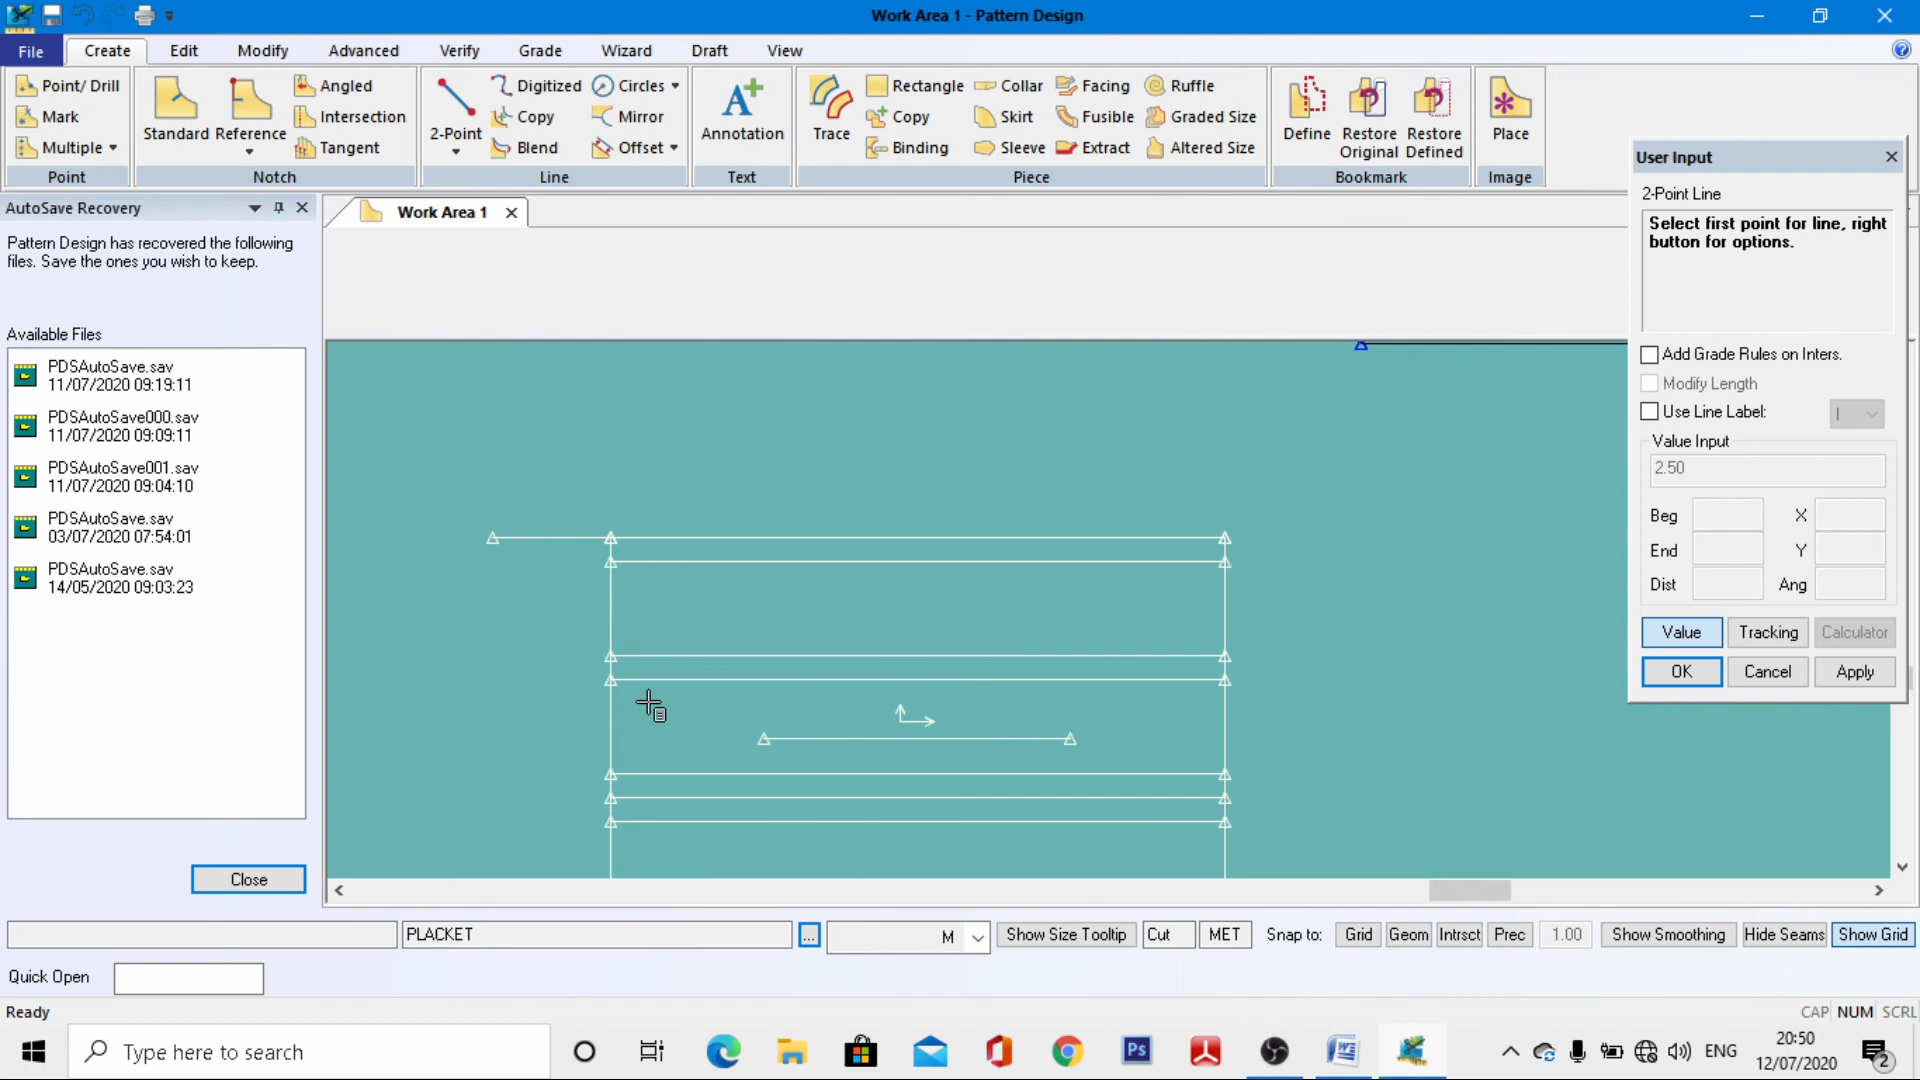 Work Area 1 - Pattern Design
File Create Edit Modify Advanced Verify Grade Wizard Draft View
Point/ Drill
Mark
Multiple
Point
Standard
Reference
Angled
Intersection
Tangent
Notch
2-Point
Digitized
Copy
Blend
Circles
Mirror
Offset
Line
Annotation
Text
Trace
Rectangle
Copy
Binding
Collar
Skirt
Sleeve
Facing
Fusible
Extract
Ruffle
Graded Size
Altered Size
Piece
Define
Restore
Original
Restore
Defined
Bookmark
Place
Image
AutoSave Recovery
Pattern Design has recovered the following
files. Save the ones you wish to keep.
Available Files
PDSAutoSave.sav
11/07/2020 09:19:11
PDSAutoSave000.sav
11/07/2020 09:09:11
PDSAutoSave001.sav
11/07/2020 09:04:10
PDSAutoSave.sav
03/07/2020 07:54:01
PDSAutoSave.sav
14/05/2020 09:03:23
Close
Work Area 1
User Input
2-Point Line
Select first point for line, right
button for options.
Add Grade Rules on Inters.
Modify Length
Use Line Label:
Value Input
2.50
Beg X
End Y
Dist Ang
Value Tracking Calculator
OK Cancel Apply
PLACKET ... M Show Size Tooltip Cut MET Snap to: Grid Geom Intrsct Prec 1.00 Show Smoothing Hide Seams Show Grid
Quick Open
Ready CAP NUM SCRL
Type here to search
Ps
ENG
20:50
12/07/2020
2